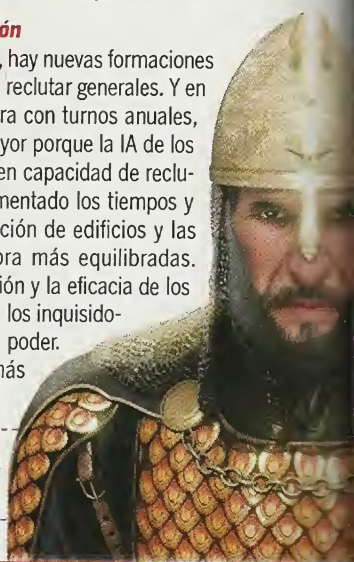 ón
, hay nuevas formaciones
reclutar generales. Y en
ra con turnos anuales,
yor porque la IA de los
en capacidad de reclu-
mentado los tiempos y
ción de edificios y las
ora más equilibradas.
ión y la eficacia de los
los inquisido-
poder.
más